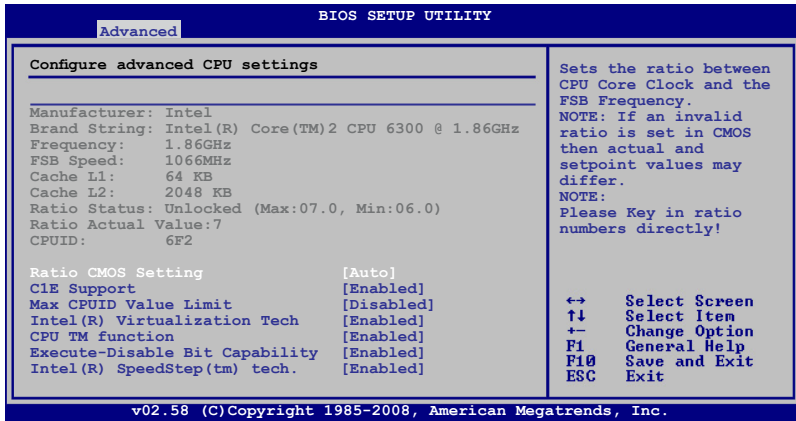 BIOS SETUP UTILITY
Advanced
Configure advanced CPU settings
Manufacturer: Intel
Brand String: Intel(R) Core(TM)2 CPU 6300 @ 1.86GHz
Frequency: 1.86GHz
FSB Speed: 1066MHz
Cache L1: 64 KB
Cache L2: 2048 KB
Ratio Status: Unlocked (Max:07.0, Min:06.0)
Ratio Actual Value:7
CPUID: 6F2
Ratio CMOS Setting [Auto]
C1E Support [Enabled]
Max CPUID Value Limit [Disabled]
Intel(R) Virtualization Tech [Enabled]
CPU TM function [Enabled]
Execute-Disable Bit Capability [Enabled]
Intel(R) SpeedStep(tm) tech. [Enabled]
Sets the ratio between
CPU Core Clock and the
FSB Frequency.
NOTE: If an invalid
ratio is set in CMOS
then actual and
setpoint values may
differ.
NOTE:
Please Key in ratio
numbers directly!
↔ Select Screen
↑↓ Select Item
+- Change Option
F1 General Help
F10 Save and Exit
ESC Exit
v02.58 (C)Copyright 1985-2008, American Megatrends, Inc.